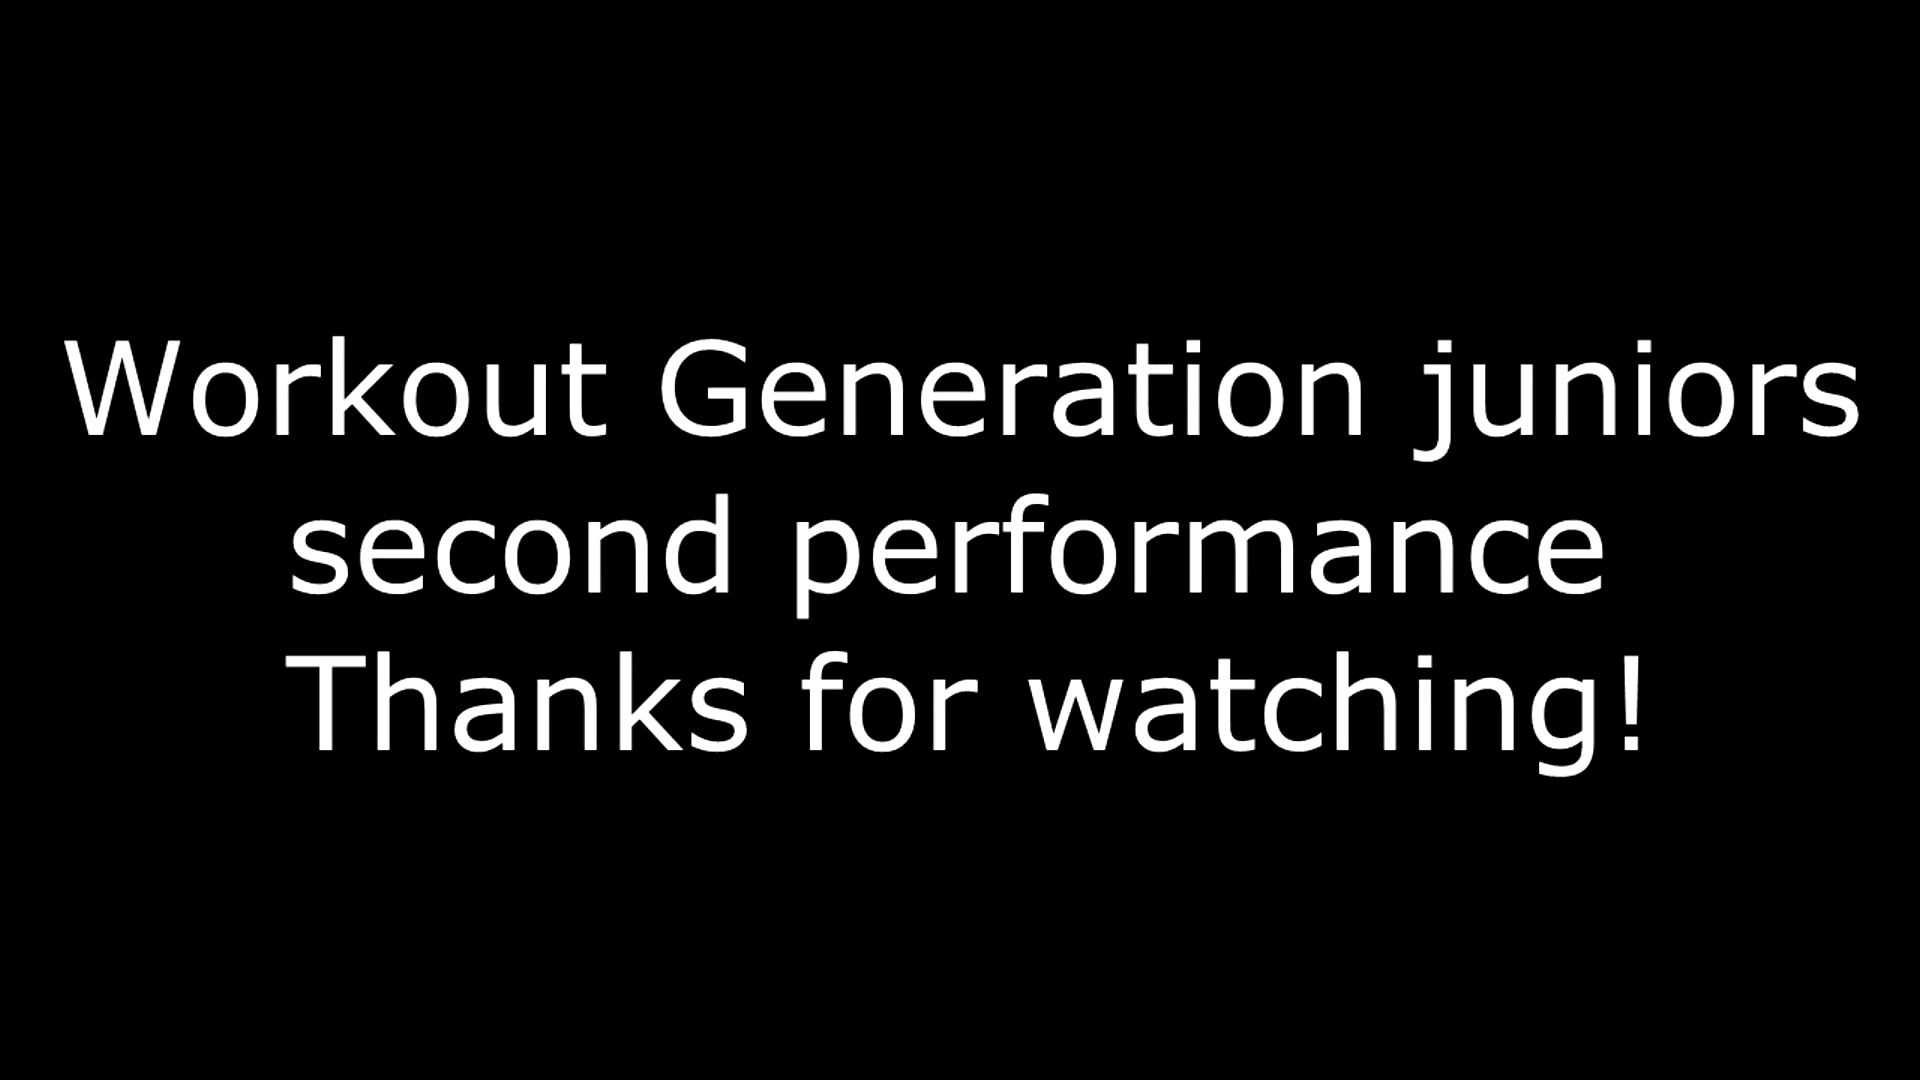 Workout Generation juniors
second performance
Thanks for watching!